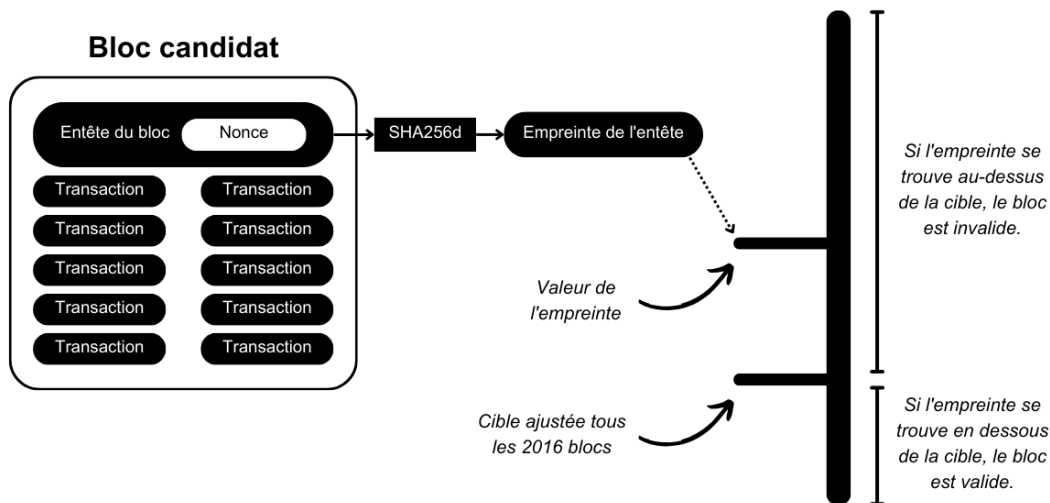 Bloc candidat
Entête du bloc
Nonce
SHA256d
Empreinte de l'entête
Transaction
Transaction
Transaction
Transaction
Transaction
Transaction
Transaction
Transaction
Transaction
Transaction
Valeur de
l'empreinte
Cible ajustée tous
les 2016 blocs
Si l'empreinte se
trouve au-dessus
de la cible, le bloc
est invalide.
Si l'empreinte se
trouve en dessous
de la cible, le bloc
est valide.